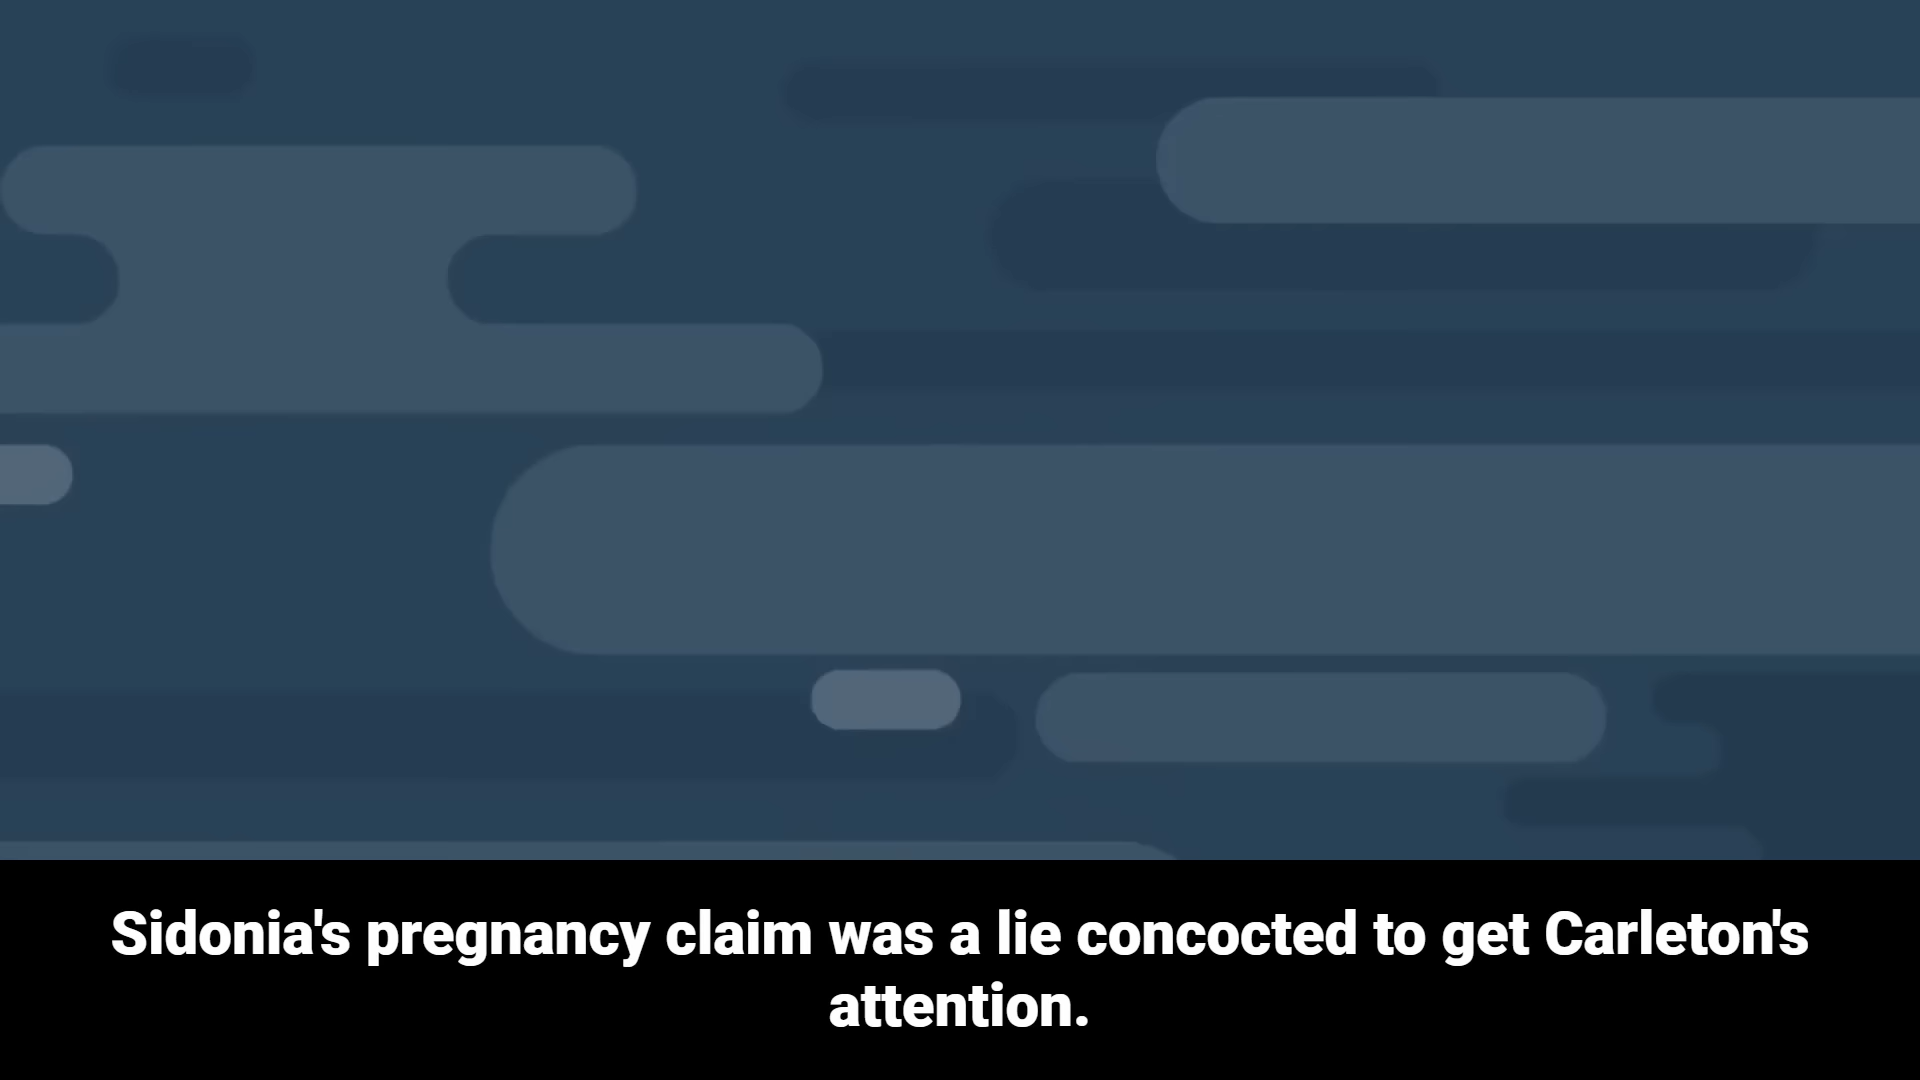 Sidonia's pregnancy claim was a lie concocted to get Carleton's
attention.